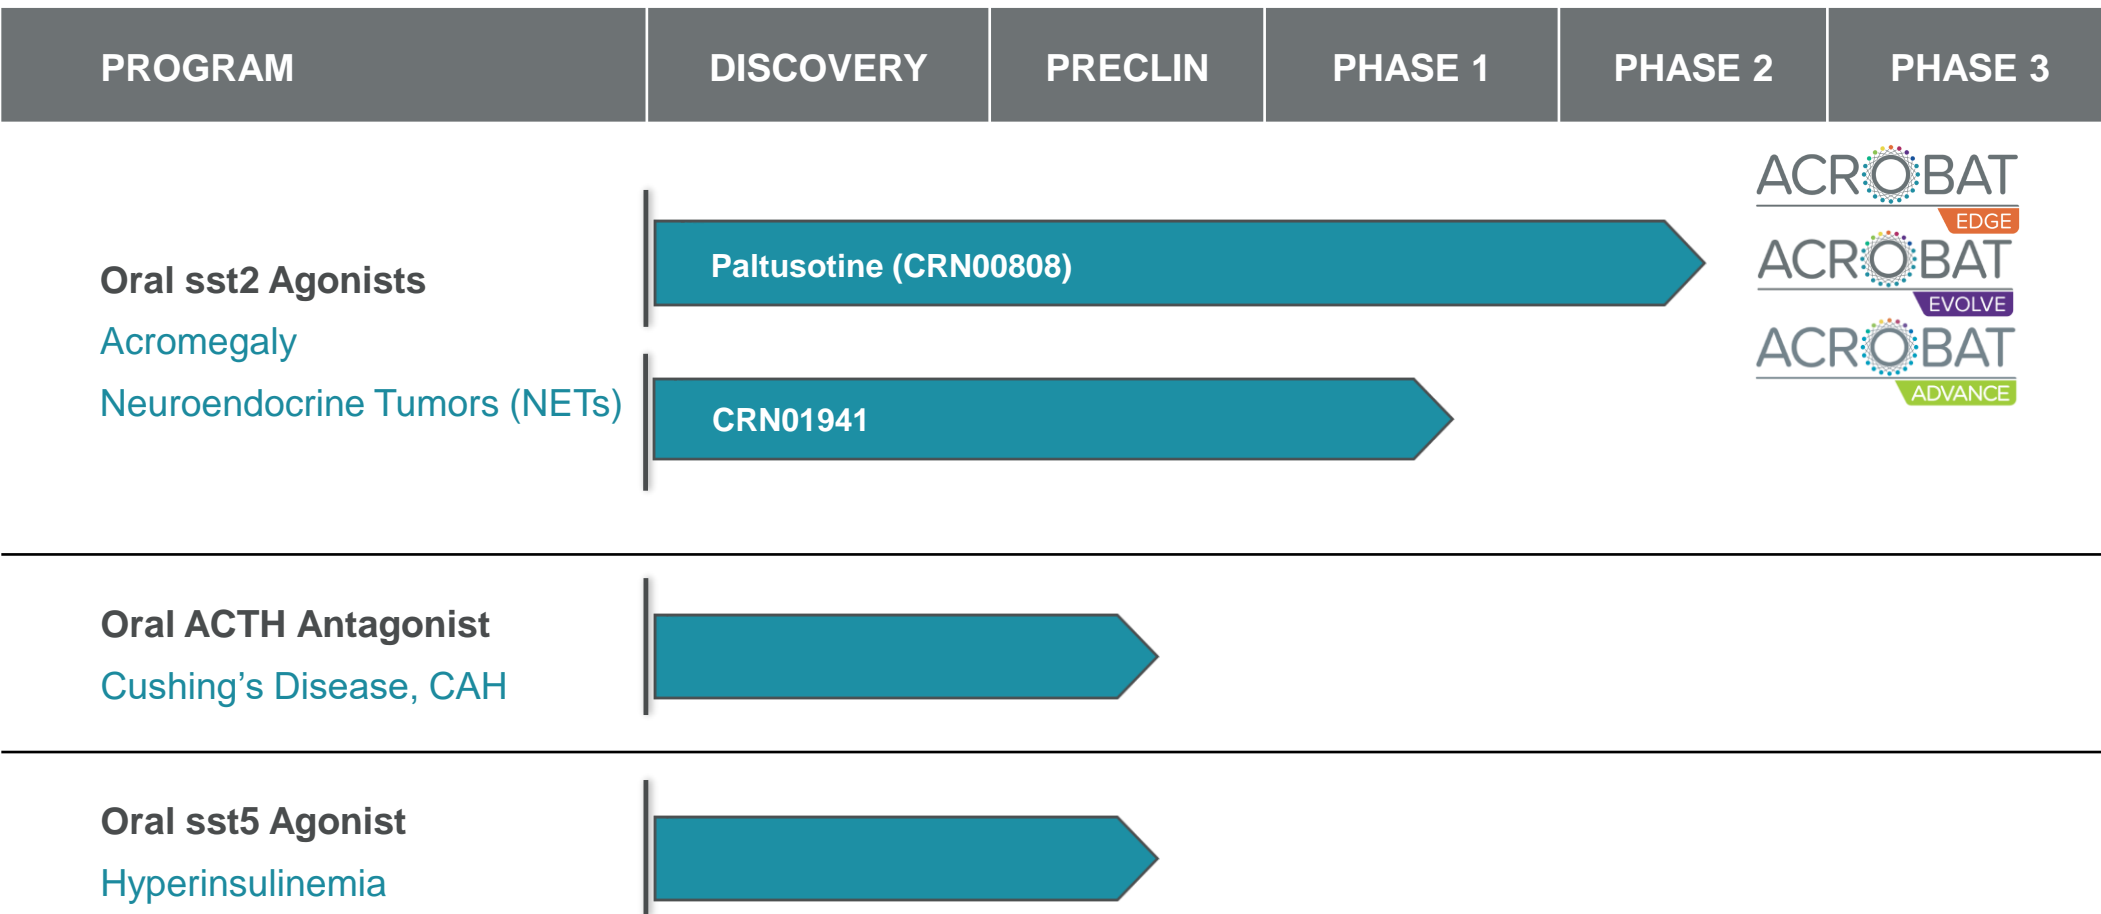 PROGRAM DISCOVERY PRECLIN PHASE 1 PHASE 2 PHASE 3
Oral sst2 Agonists
Acromegaly
Neuroendocrine Tumors (NETs)
Paltusotine (CRN00808)
CRN01941
ACROBAT
EDGE
ACROBAT
EVOLVE
ACROBAT
ADVANCE
Oral ACTH Antagonist
Cushing’s Disease, CAH
Oral sst5 Agonist
Hyperinsulinemia